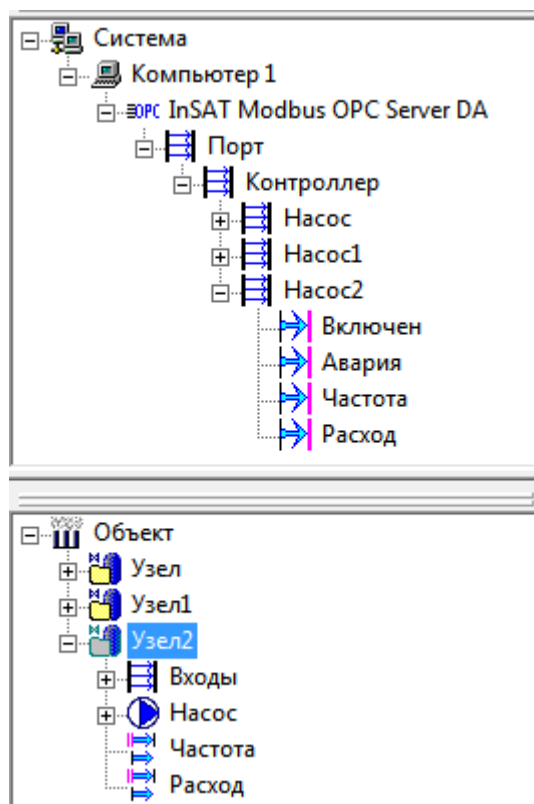 Система
Компьютер 1
OPC InSAT Modbus OPC Server DA
Порт
Контроллер
Насос
Насос1
Насос2
Включен
Авария
Частота
Расход
Объект
Узел
Узел1
Узел2
Входы
Насос
Частота
Расход